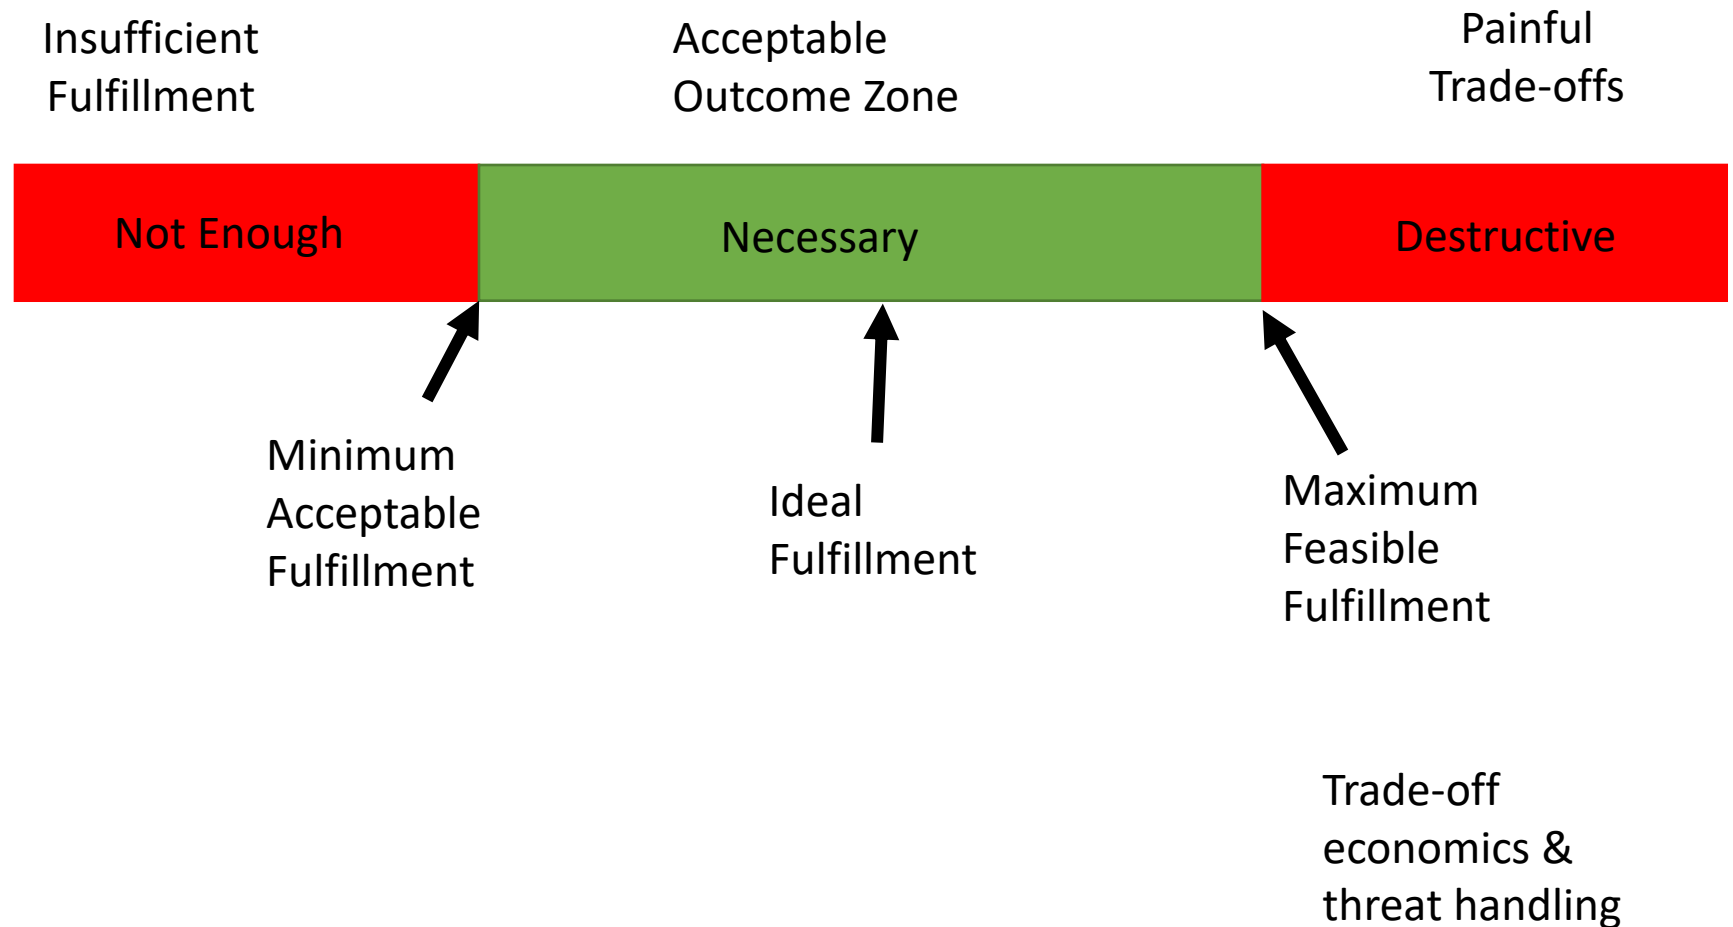 Insufficient
Fulfillment
Acceptable
Outcome Zone
Painful
Trade-offs
Not Enough
Necessary
Destructive
Minimum
Acceptable
Fulfillment
Ideal
Fulfillment
Maximum
Feasible
Fulfillment
Trade-off
economics &
threat handling